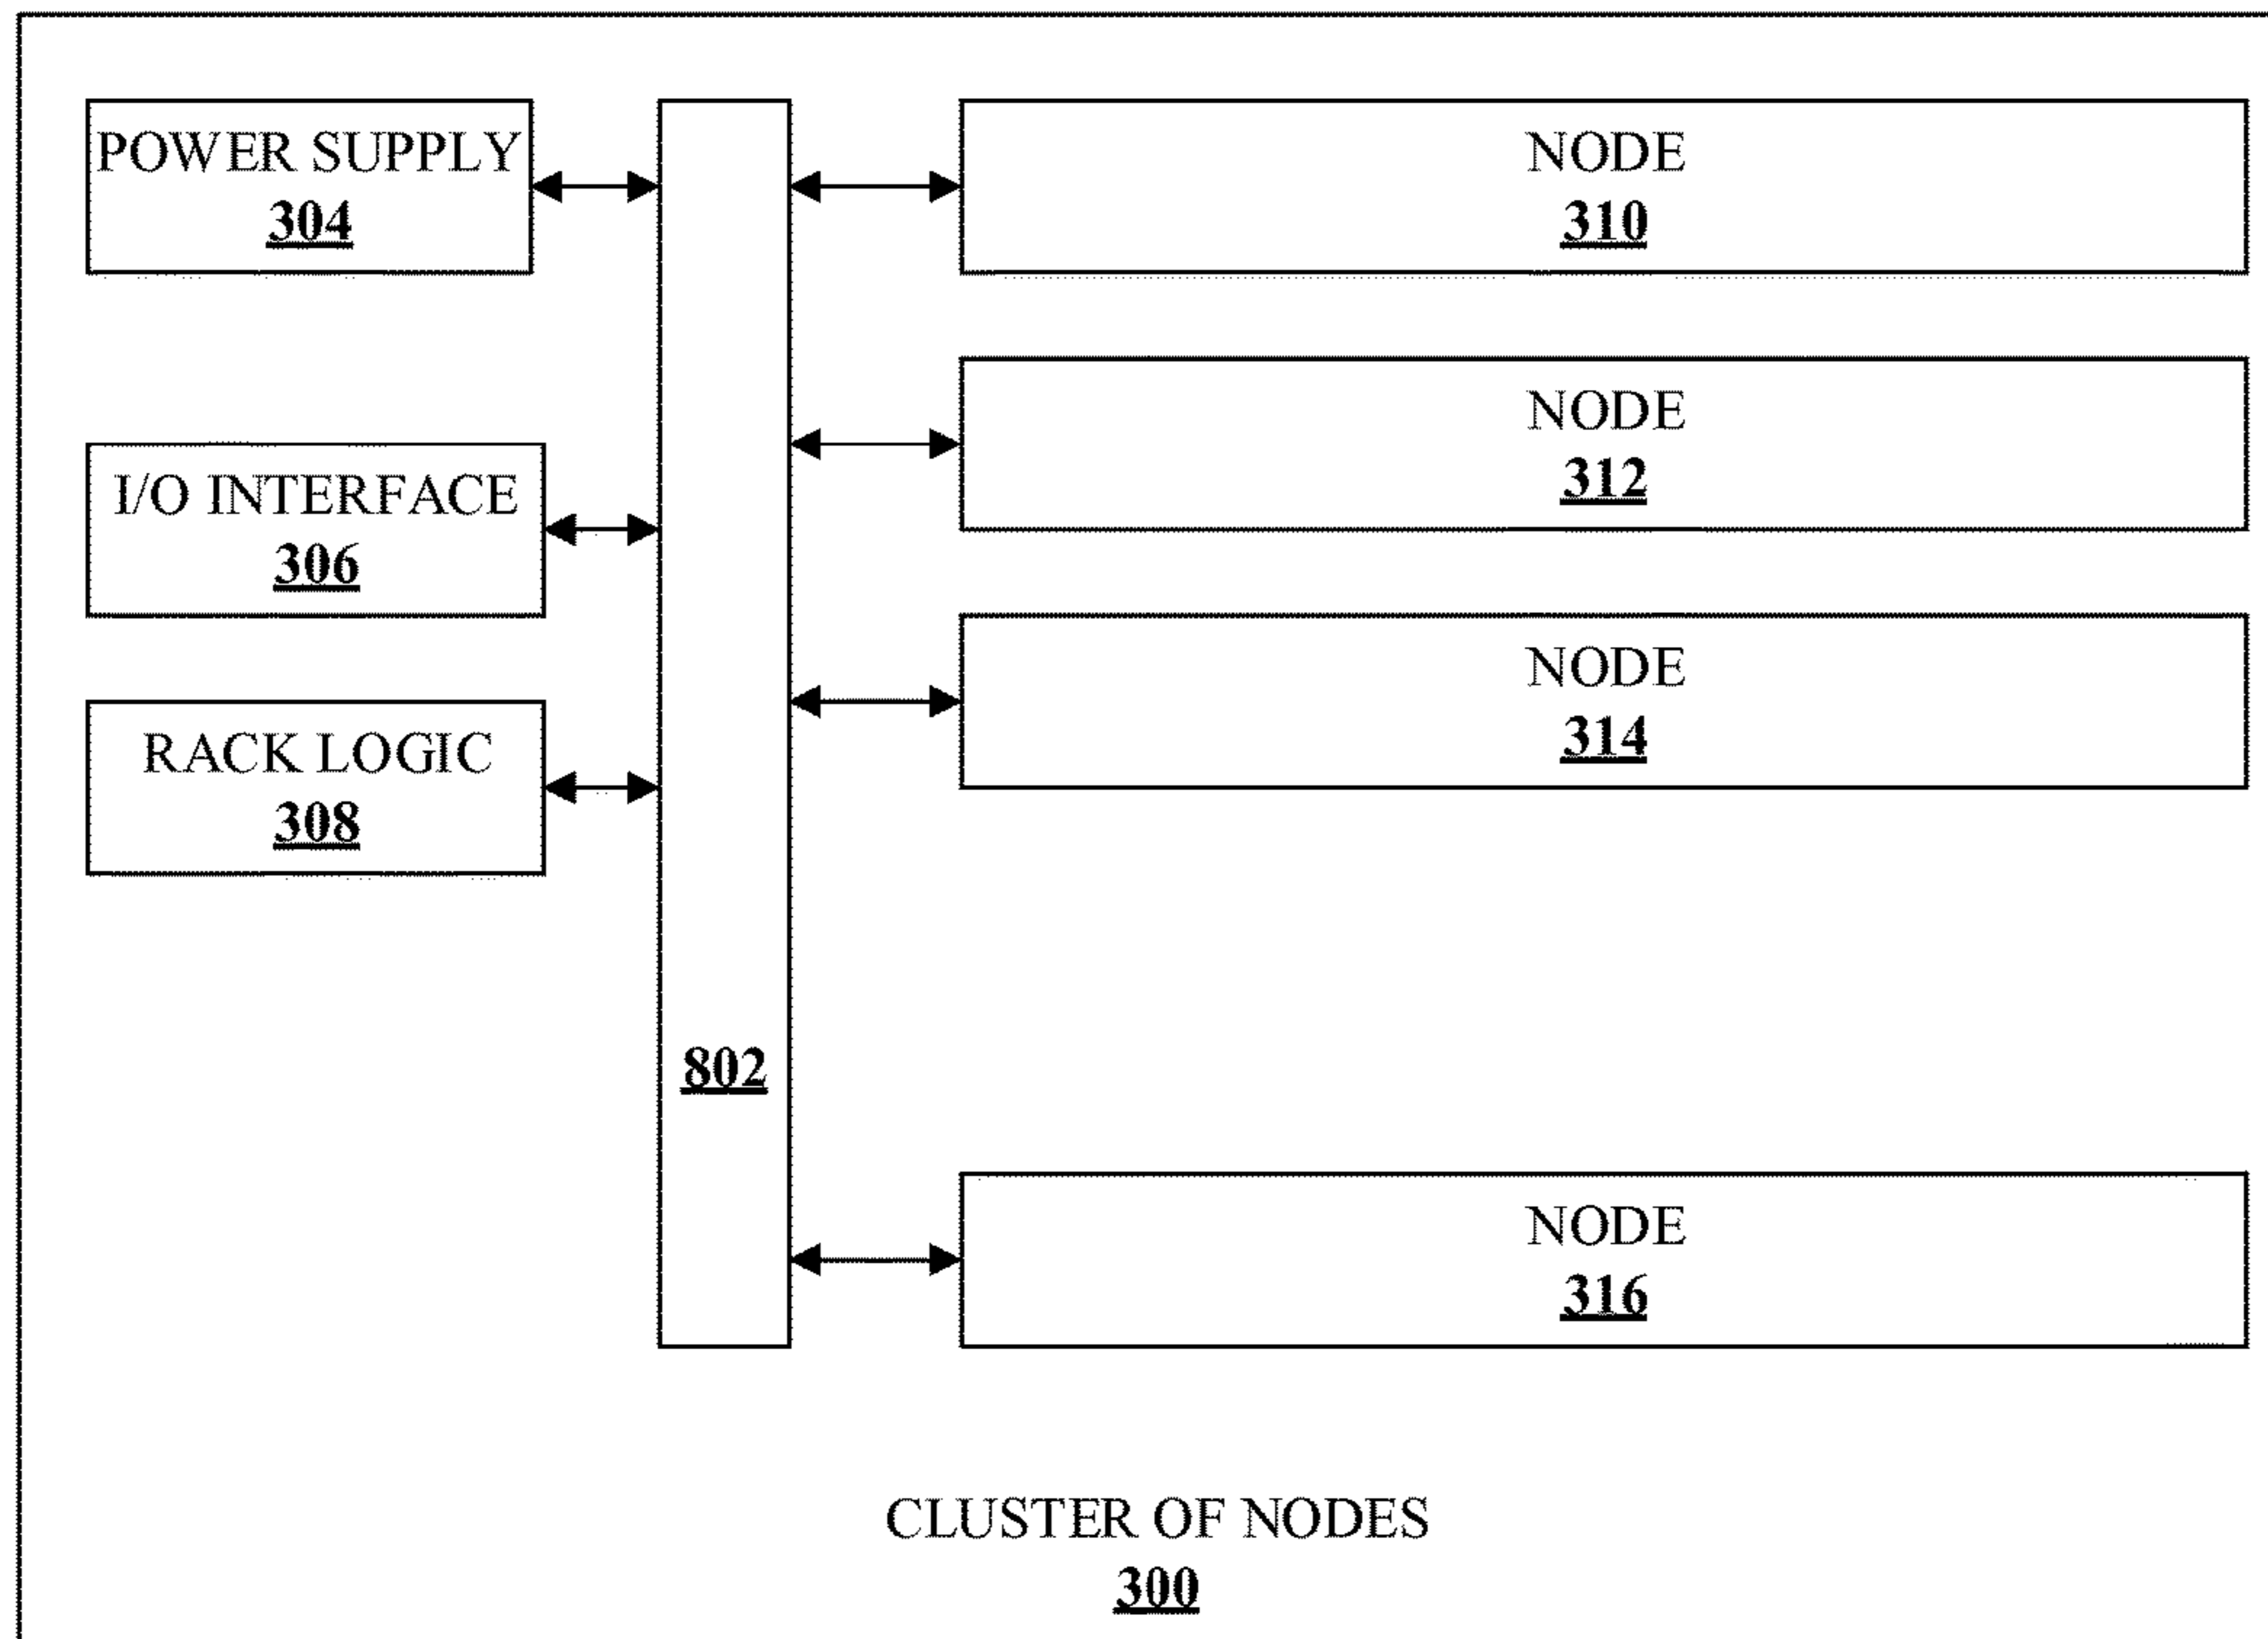 POWER SUPPLY
304
NODE
310
NODE
312
I/O INTERFACE
306
NODE
314
RACK LOGIC
308
802
NODE
316
CLUSTER OF NODES
300